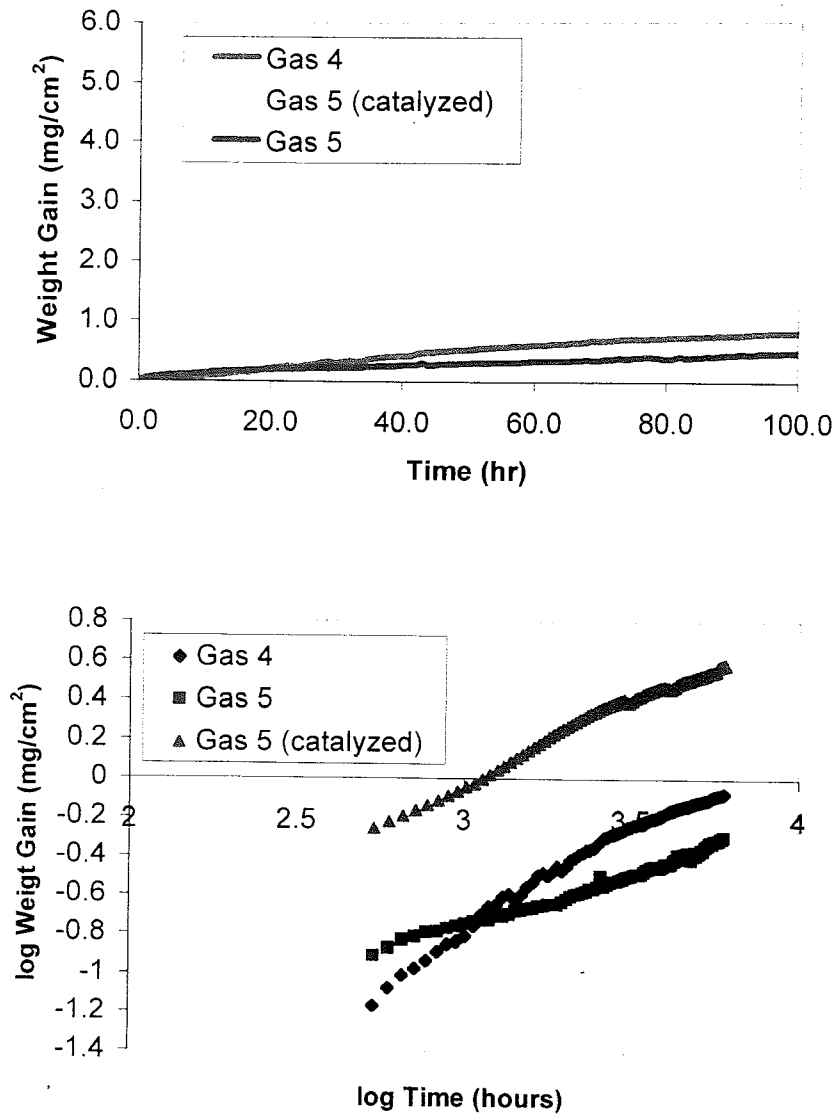 6.0
5.0
4.0
3.0
2.0
1.0
0.0
Weight Gain (mg/cm²)
Gas 4
Gas 5 (catalyzed)
Gas 5
0.0 20.0 40.0 60.0 80.0 100.0
Time (hr)
0.8
0.6
0.4
0.2
0
-0.2
-0.4
-0.6
-0.8
-1
-1.2
-1.4
log Weigt Gain (mg/cm²)
Gas 4
Gas 5
Gas 5 (catalyzed)
2 2.5 3 3.5 4
log Time (hours)